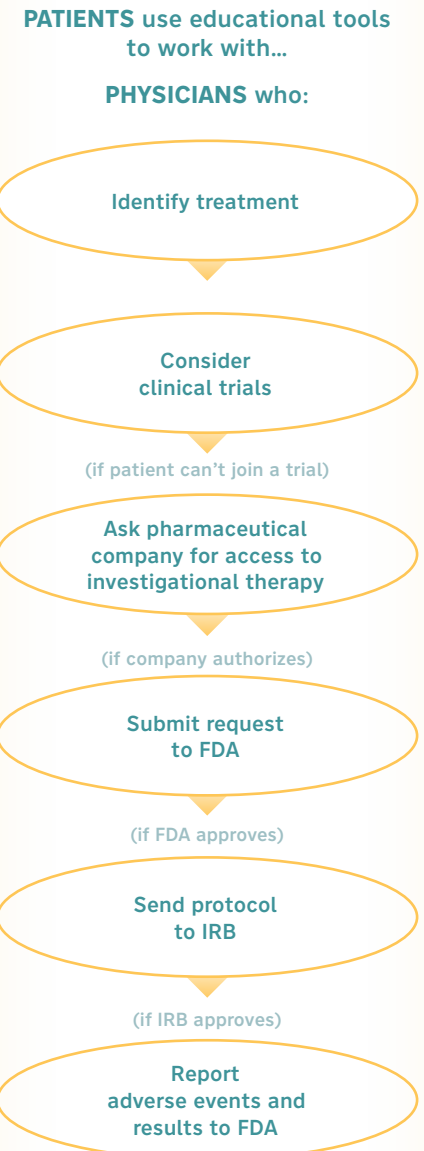 PATIENTS use educational tools
to work with...
PHYSICIANS who:
Identify treatment
Consider
clinical trials
(if patient can't join a trial)
Ask pharmaceutical
company for access to
investigational therapy
(if company authorizes)
Submit request
to FDA
(if FDA approves)
Send protocol
to IRB
(if IRB approves)
Report
adverse events and
results to FDA